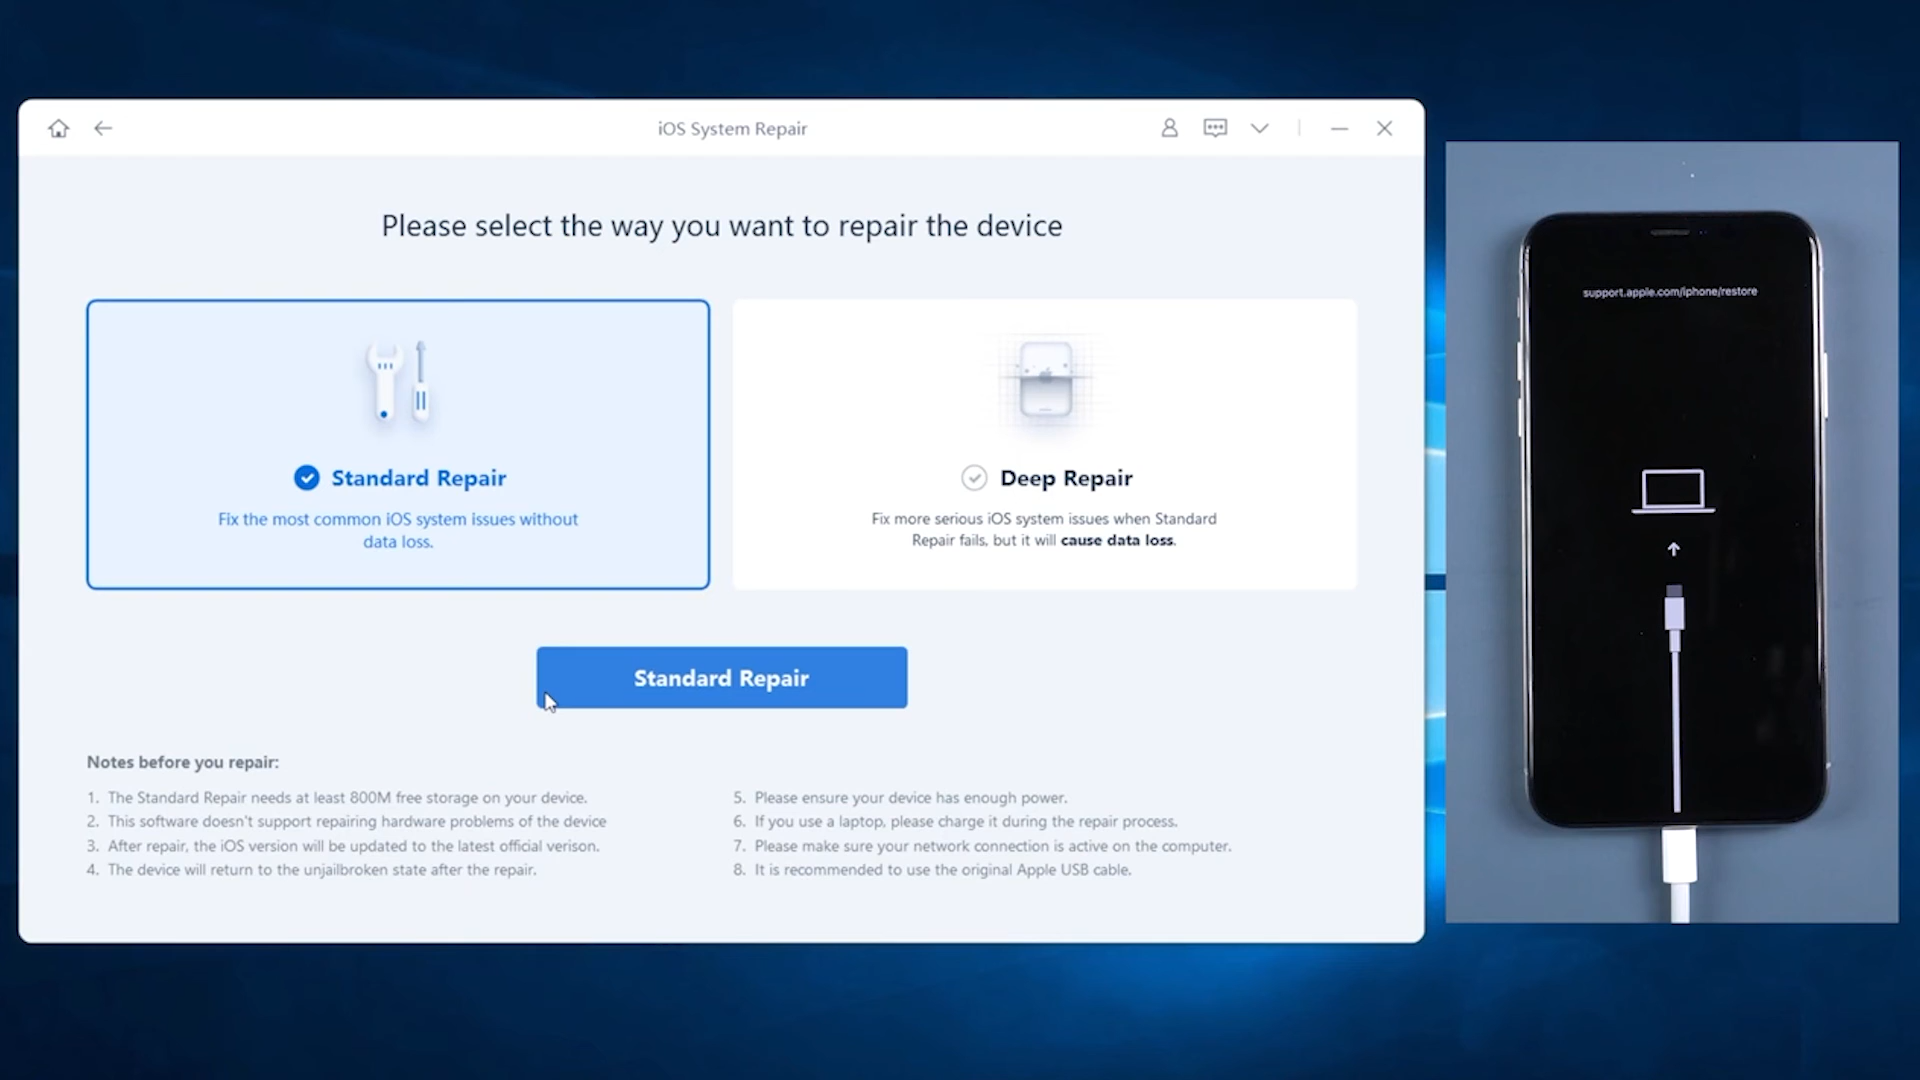 iOS System Repair
Please select the way you want to repair the device
Standard Repair
Fix the most common iOS system issues without
data loss.
Deep Repair
Fix more serious iOS system issues when Standard
Repair fails, but it will cause data loss.
Standard Repair
Notes before you repair:
1. The Standard Repair needs at least 800M free storage on your device.
2. This software doesn't support repairing hardware problems of the device
3. After repair, the iOS version will be updated to the latest official verison.
4. The device will return to the unjailbroken state after the repair.
5. Please ensure your device has enough power.
6. If you use a laptop, please charge it during the repair process.
7. Please make sure your network connection is active on the computer.
8. It is recommended to use the original Apple USB cable.
support.apple.com/iphone/restore